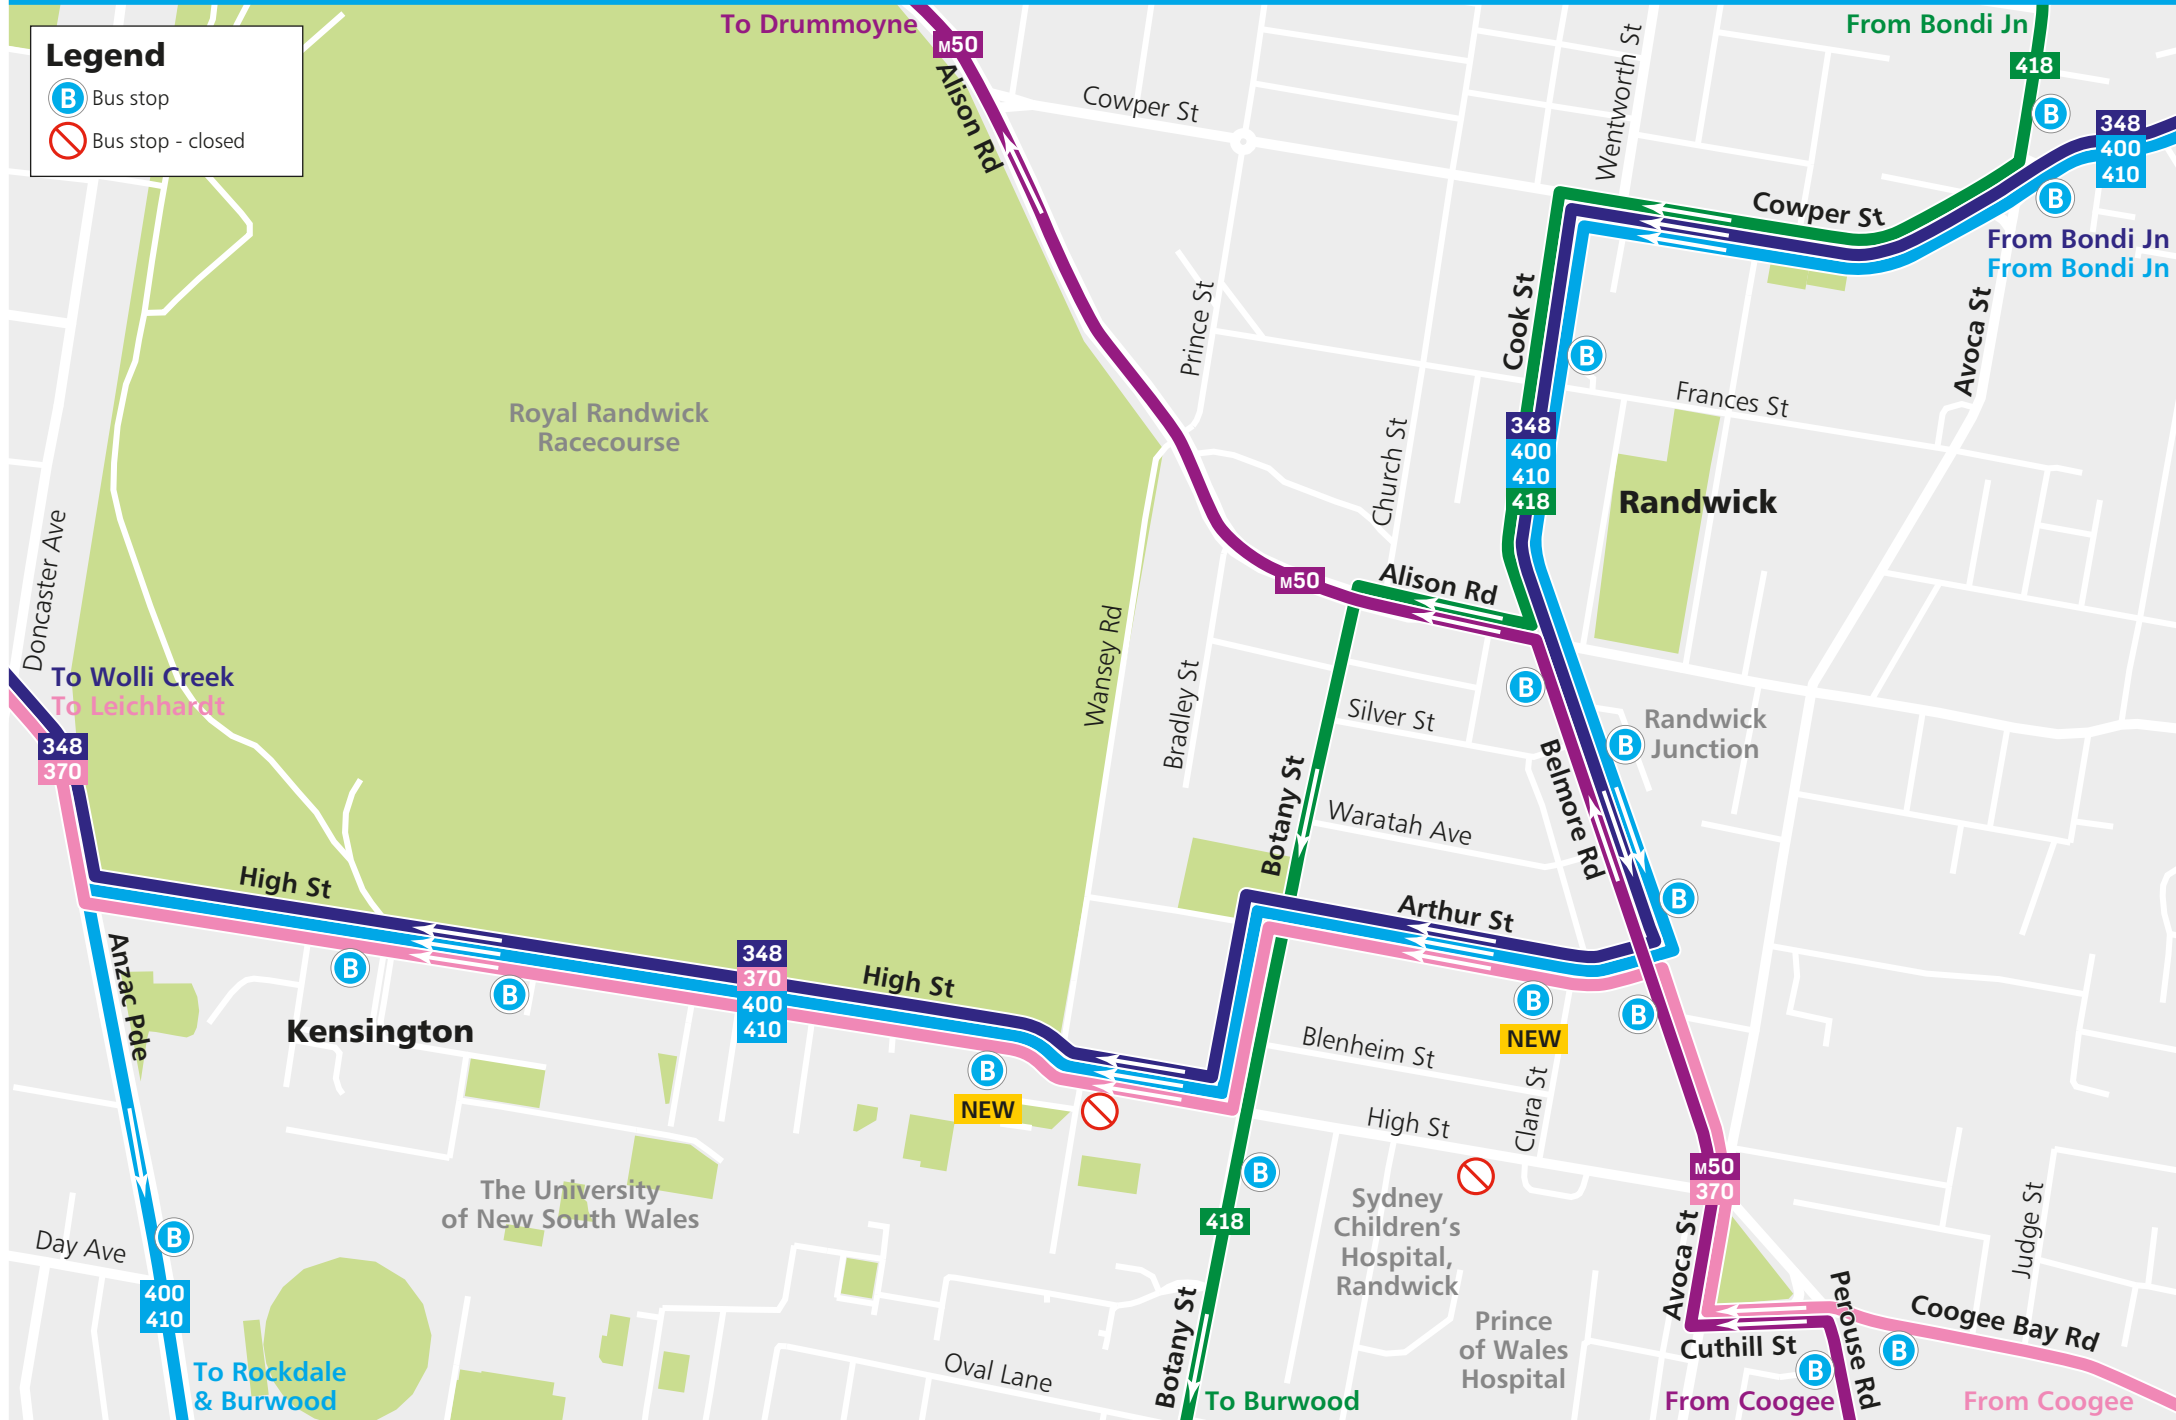 To Drummoyne
From Bondi Jn
Legend
B Bus stop
Bus stop - closed
M50
418
Alison Rd
Cowper St
Wentworth St
B
348
400
410
B
Cowper St
From Bondi Jn
From Bondi Jn
Cook St
Prince St
Avoca St
B
Royal Randwick
Racecourse
Frances St
348
400
410
418
Church St
Randwick
Doncaster Ave
M50
Alison Rd
Wansey Rd
Bradley St
B
To Wolli Creek
To Leichhardt
Silver St
Randwick
Junction
B
348
370
Botany St
Belmore Rd
Waratah Ave
High St
B
Arthur St
Anzac Pde
348
370
400
410
High St
B
B
B
NEW
B
Kensington
Blenheim St
B
NEW
Clara St
High St
B
M50
370
The University
of New South Wales
Sydney
Children's
Hospital,
Randwick
418
Avoca St
Judge St
Day Ave
B
400
410
Botany St
Prince
of Wales
Hospital
Perouse Rd
Coogee Bay Rd
Cuthill St
B
B
Oval Lane
To Rockdale
& Burwood
To Burwood
From Coogee
From Coogee